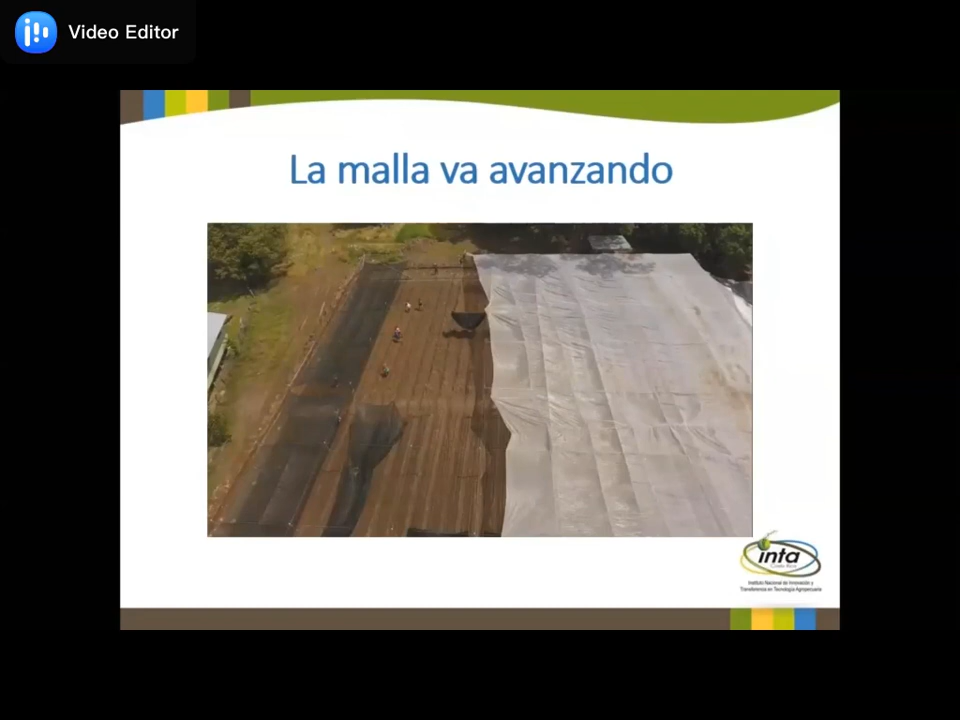 Video Editor
La malla va avanzando
inta
Costa Rica
Instituto Nacional de Innovación y
Transferencia en Tecnología Agropecuaria